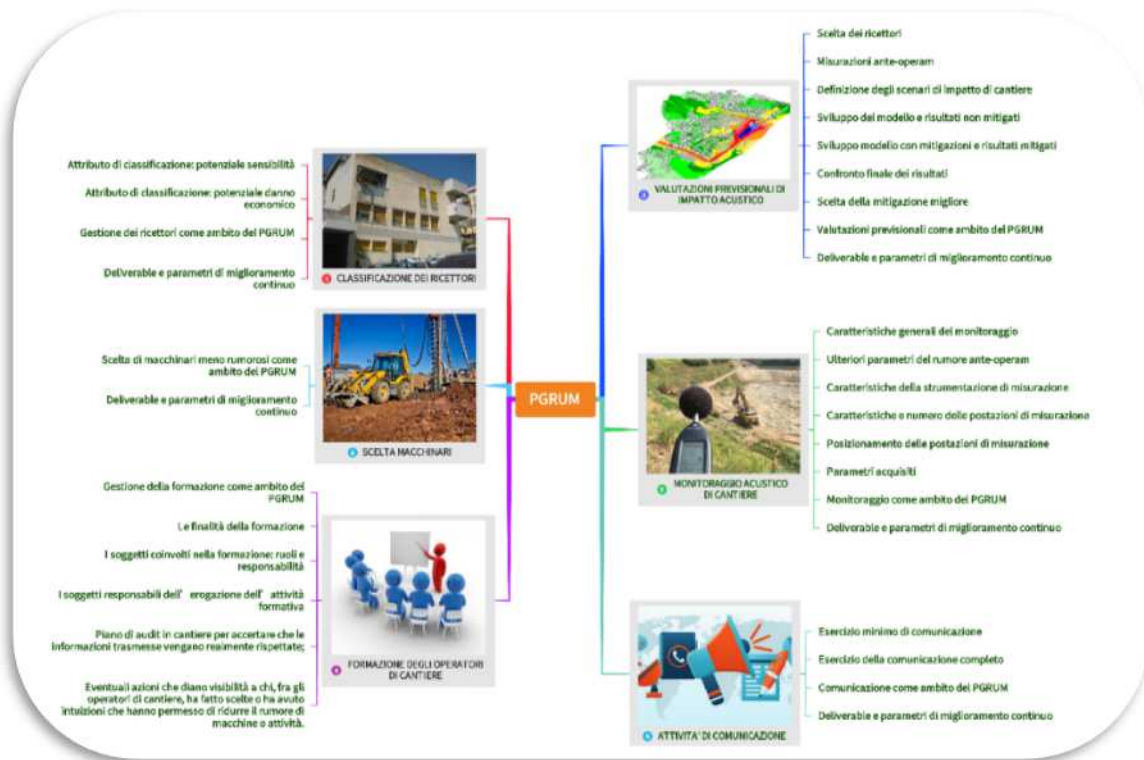 Attributo di classificazione: potenziale sensibilità
Attributo di classificazione: potenziale danno
economico
Gestione dei ricettori come ambito del PGRUM
Deliverable e parametri di miglioramento
continuo
CLASSIFICAZIONE DEI RICETTORI
Scelta di macchinari meno rumorosi come
ambito del PGRUM
Deliverable e parametri di miglioramento
continuo
SCELTA MACCHINARI
Gestione della formazione come ambito del
PGRUM
Le finalità della formazione
I soggetti coinvolti nella formazione: ruoli e
responsabilità
I soggetti responsabili dell' erogazione dell' attività
formativa
Piano di audit in cantiere per accertare che le
informazioni trasmesse vengano realmente rispettate;
Eventuali azioni che diano visibilità a chi, fra gli
operatori di cantiere, ha fatto scelte o ha avuto
intuizioni che hanno permesso di ridurre il rumore di
macchine o attività.
FORMAZIONE DEGLI OPERATORI
DI CANTIERE
PGRUM
VALUTAZIONI PREVISIONALI DI
IMPATTO ACUSTICO
Scelta dei ricettori
Misurazioni ante-operam
Definizione degli scenari di impatto di cantiere
Sviluppo del modello e risultati non mitigati
Sviluppo modello con mitigazioni e risultati mitigati
Confronto finale dei risultati
Scelta della mitigazione migliore
Valutazioni previsionali come ambito del PGRUM
Deliverable e parametri di miglioramento continuo
MONITORAGGIO ACUSTICO
DI CANTIERE
Caratteristiche generali del monitoraggio
Ulteriori parametri del rumore ante-operam
Caratteristiche della strumentazione di misurazione
Caratteristiche e numero delle postazioni di misurazione
Posizionamento delle postazioni di misurazione
Parametri acquisiti
Monitoraggio come ambito del PGRUM
Deliverable e parametri di miglioramento continuo
ATTIVITA' DI COMUNICAZIONE
Esercizio minimo di comunicazione
Esercizio della comunicazione completo
Comunicazione come ambito del PGRUM
Deliverable e parametri di miglioramento continuo